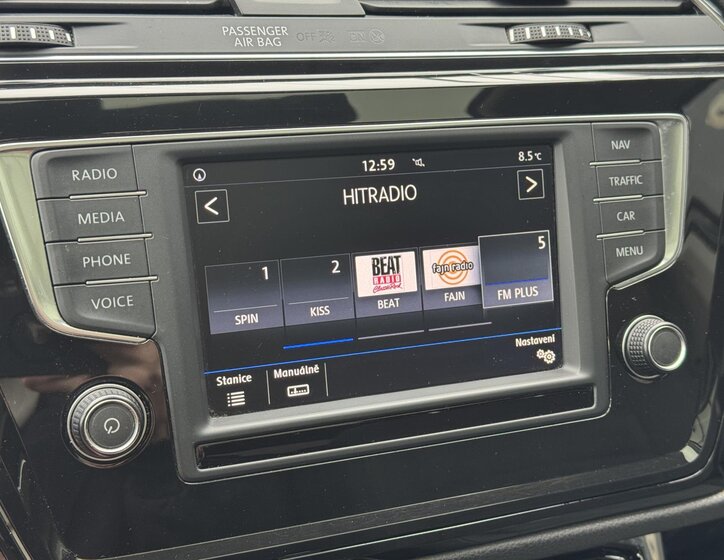 PASSENGER
AIR BAG
OFF
ON
RADIO
MEDIA
PHONE
VOICE
12:59
8.5°C
HITRADIO
1
SPIN
2
KISS
BEAT
RADIO
BEAT
fajn radio
FAJN
5
FM PLUS
Nastavení
Stanice
Manuálně
NAV
TRAFFIC
CAR
MENU